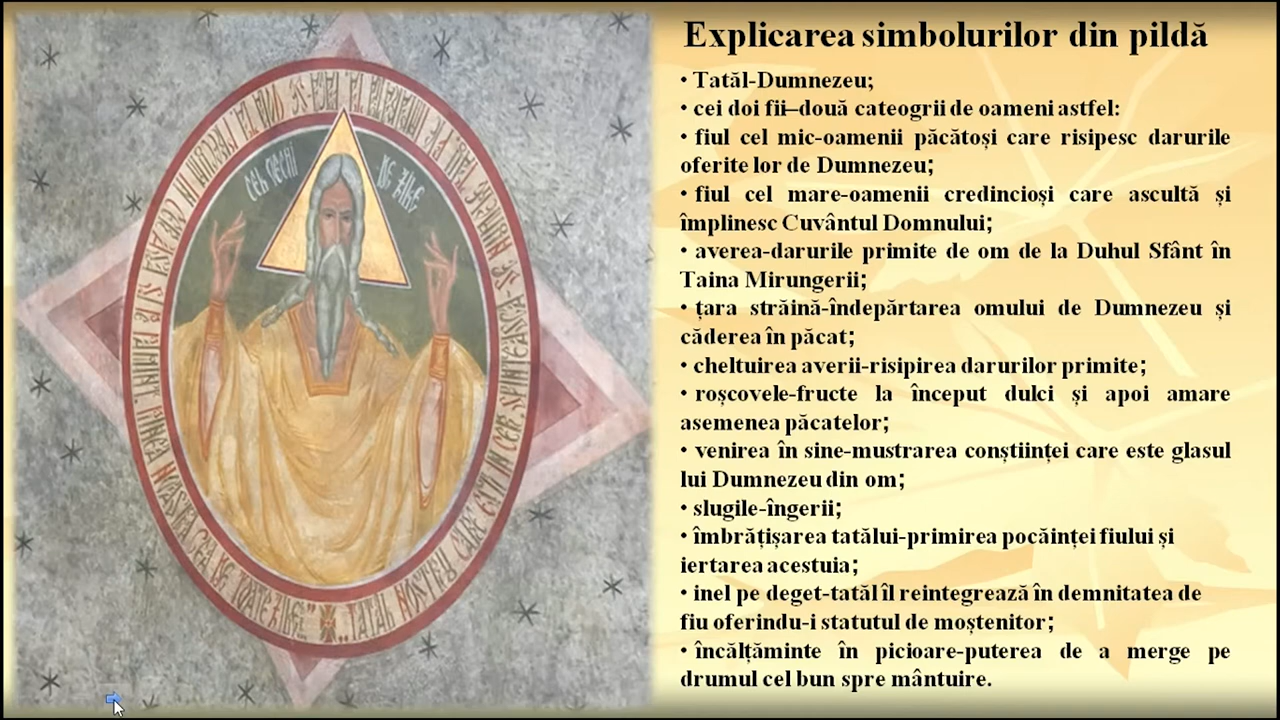 Explicarea simbolurilor din pildă
• Tatăl-Dumnezeu;
• cei doi fii–două cateogrii de oameni astfel:
• fiul cel mic-oamenii păcătoși care risipesc darurile
oferite lor de Dumnezeu;
• fiul cel mare-oamenii credincioși care ascultă și
împlinesc Cuvântul Domnului;
• averea-darurile primite de om de la Duhul Sfânt în
Taina Mirungerii;
• țara străină-îndepărtarea omului de Dumnezeu și
căderea în păcat;
• cheltuirea averii-risipirea darurilor primite;
• roșcovele-fructe la început dulci și apoi amare
asemenea păcatelor;
• venirea în sine-mustrarea conștiinței care este glasul
lui Dumnezeu din om;
• slugile-îngerii;
• îmbrățișarea tatălui-primirea pocăinței fiului și
iertarea acestuia;
• inel pe deget-tatăl îl reintegrează în demnitatea de
fiu oferindu-i statutul de moștenitor;
• încălțăminte în picioare-puterea de a merge pe
drumul cel bun spre mântuire.